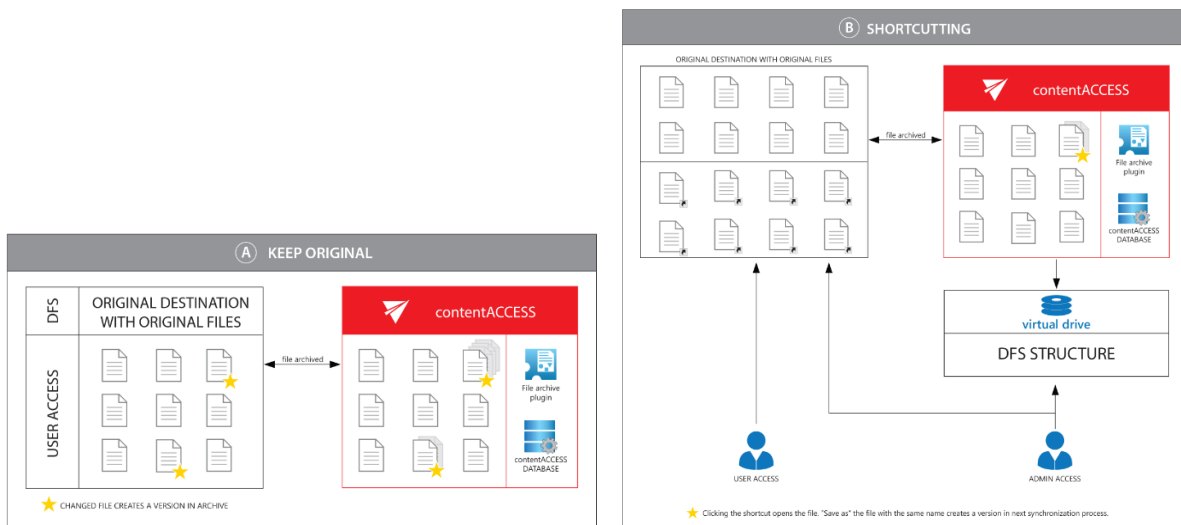 A KEEP ORIGINAL
DFS
ORIGINAL DESTINATION
WITH ORIGINAL FILES
USER ACCESS
file archived
contentACCESS
File archive
plugin
contentACCESS
DATABASE
CHANGED FILE CREATES A VERSION IN ARCHIVE
B SHORTCUTTING
ORIGINAL DESTINATION WITH ORIGINAL FILES
file archived
contentACCESS
File archive
plugin
contentACCESS
DATABASE
virtual drive
DFS STRUCTURE
USER ACCESS
ADMIN ACCESS
Clicking the shortcut opens the file. "Save as" the file with the same name creates a version in next synchronization process.